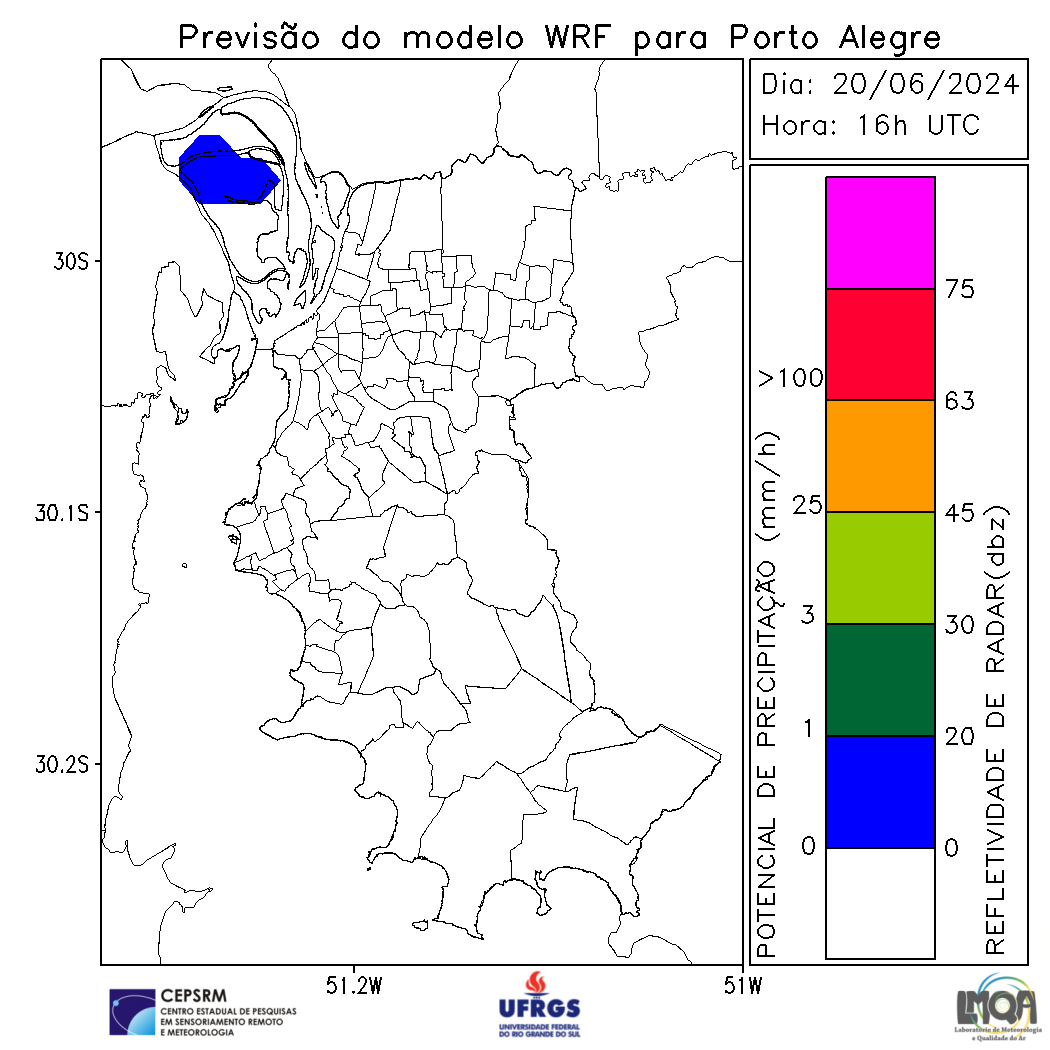 Previsão do modelo WRF para Porto Alegre
Dia: 20/06/2024
Hora: 16h UTC
30S
30.1S
30.2S
51.2W
51W
POTENCIAL DE PRECIPITAÇÃO (mm/h)
>100
25
3
1
0
75
63
45
30
20
0
REFLETIVIDADE DE RADAR(dbz)
CEPSRM
CENTRO ESTADUAL DE PESQUISAS
EM SENSORIAMENTO REMOTO
E METEOROLOGIA
UFRGS
UNIVERSIDADE FEDERAL
DO RIO GRANDE DO SUL
LMQA
Laboratório de Meteorologia
e Qualidade do Ar